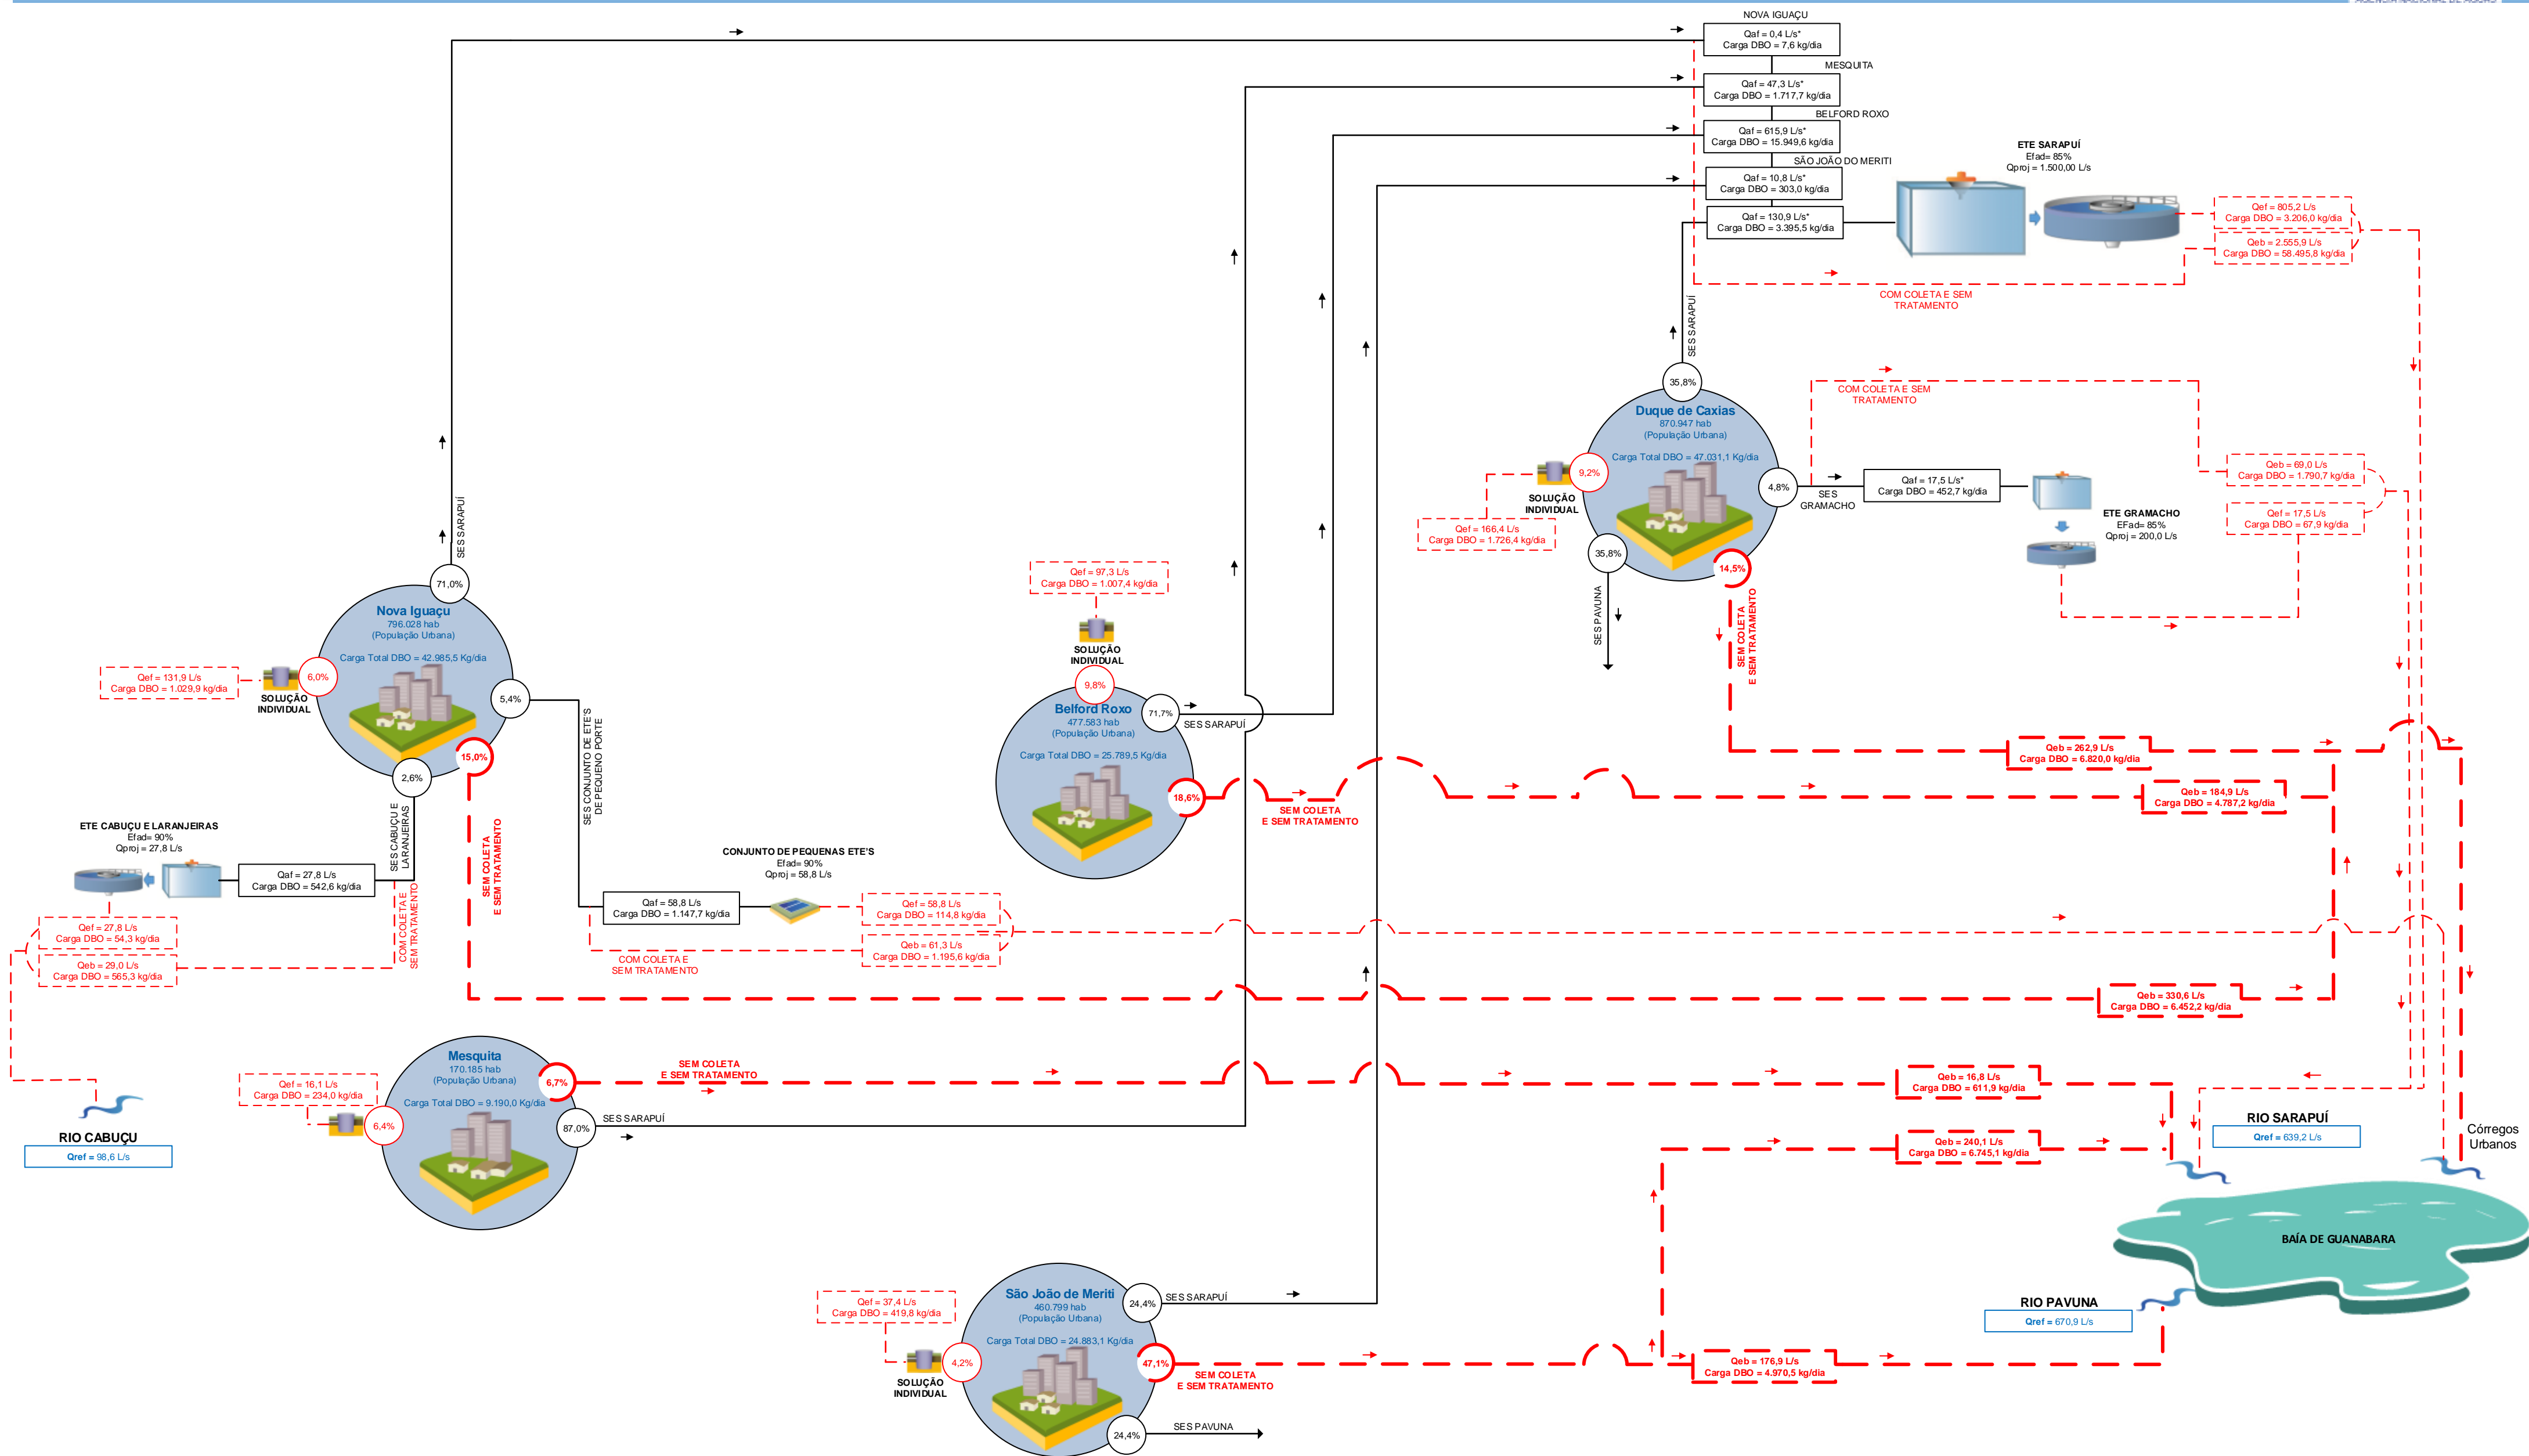 NOVA IGUAÇU
Qaf = 0,4 L/s*
Carga DBO = 7,6 kg/dia
MESQUITA
Qaf = 47,3 L/s*
Carga DBO = 1.717,7 kg/dia
BELFORD ROXO
Qaf = 615,9 L/s*
Carga DBO = 15.949,6 kg/dia
SÃO JOÃO DO MERITI
Qaf = 10,8 L/s*
Carga DBO = 303,0 kg/dia
Qaf = 130,9 L/s*
Carga DBO = 3.395,5 kg/dia
ETE SARAPUÍ
Efad= 85%
Qproj = 1.500,00 L/s
Qef = 805,2 L/s
Carga DBO = 3.206,0 kg/dia
Qeb = 2.555,9 L/s
Carga DBO = 58.495,8 kg/dia
COM COLETA E SEM
TRATAMENTO
SES SARAPUÍ
35,8%
Duque de Caxias
870.947 hab
(População Urbana)
Carga Total DBO = 47.031,1 Kg/dia
9,2%
SOLUÇÃO
INDIVIDUAL
Qef = 166,4 L/s
Carga DBO = 1.726,4 kg/dia
4,8%
SES
GRAMACHO
COM COLETA E SEM
TRATAMENTO
Qaf = 17,5 L/s*
Carga DBO = 452,7 kg/dia
ETE GRAMACHO
EFad= 85%
Qproj = 200,0 L/s
Qeb = 69,0 L/s
Carga DBO = 1.790,7 kg/dia
Qef = 17,5 L/s
Carga DBO = 67,9 kg/dia
35,8%
SES PAVUNA
14,5%
SEM COLETA
E SEM TRATAMENTO
Qeb = 262,9 L/s
Carga DBO = 6.820,0 kg/dia
SES SARAPUÍ
71,0%
Nova Iguaçu
796.028 hab
(População Urbana)
Carga Total DBO = 42.985,5 Kg/dia
6,0%
SOLUÇÃO
INDIVIDUAL
Qef = 131,9 L/s
Carga DBO = 1.029,9 kg/dia
5,4%
SES CONJUNTO DE ETE'S
DE PEQUENO PORTE
15,0%
SEM COLETA
E SEM TRATAMENTO
2,6%
SES CABUÇU E
LARANJEIRAS
ETE CABUÇU E LARANJEIRAS
Efad= 90%
Qproj = 27,8 L/s
Qaf = 27,8 L/s
Carga DBO = 542,6 kg/dia
COM COLETA E
SEM TRATAMENTO
Qef = 27,8 L/s
Carga DBO = 54,3 kg/dia
Qeb = 29,0 L/s
Carga DBO = 565,3 kg/dia
CONJUNTO DE PEQUENAS ETE'S
Efad= 90%
Qproj = 58,8 L/s
Qaf = 58,8 L/s
Carga DBO = 1.147,7 kg/dia
Qef = 58,8 L/s
Carga DBO = 114,8 kg/dia
Qeb = 61,3 L/s
Carga DBO = 1.195,6 kg/dia
COM COLETA E
SEM TRATAMENTO
Qef = 97,3 L/s
Carga DBO = 1.007,4 kg/dia
SOLUÇÃO
INDIVIDUAL
9,8%
Belford Roxo
477.583 hab
(População Urbana)
Carga Total DBO = 25.789,5 Kg/dia
71,7%
SES SARAPUÍ
18,6%
SEM COLETA
E SEM TRATAMENTO
Qeb = 184,9 L/s
Carga DBO = 4.787,2 kg/dia
Qeb = 330,6 L/s
Carga DBO = 6.452,2 kg/dia
Mesquita
170.185 hab
(População Urbana)
Carga Total DBO = 9.190,0 Kg/dia
6,7%
SEM COLETA
E SEM TRATAMENTO
Qef = 16,1 L/s
Carga DBO = 234,0 kg/dia
6,4%
87,0%
SES SARAPUÍ
Qeb = 16,8 L/s
Carga DBO = 611,9 kg/dia
Qeb = 240,1 L/s
Carga DBO = 6.745,1 kg/dia
RIO CABUÇU
Qref = 98,6 L/s
RIO SARAPUÍ
Qref = 639,2 L/s
Córregos
Urbanos
BAÍA DE GUANABARA
RIO PAVUNA
Qref = 670,9 L/s
São João de Meriti
460.799 hab
(População Urbana)
Carga Total DBO = 24.883,1 Kg/dia
24,4%
SES SARAPUÍ
Qef = 37,4 L/s
Carga DBO = 419,8 kg/dia
4,2%
SOLUÇÃO
INDIVIDUAL
47,1%
SEM COLETA
E SEM TRATAMENTO
Qeb = 176,9 L/s
Carga DBO = 4.970,5 kg/dia
24,4%
SES PAVUNA